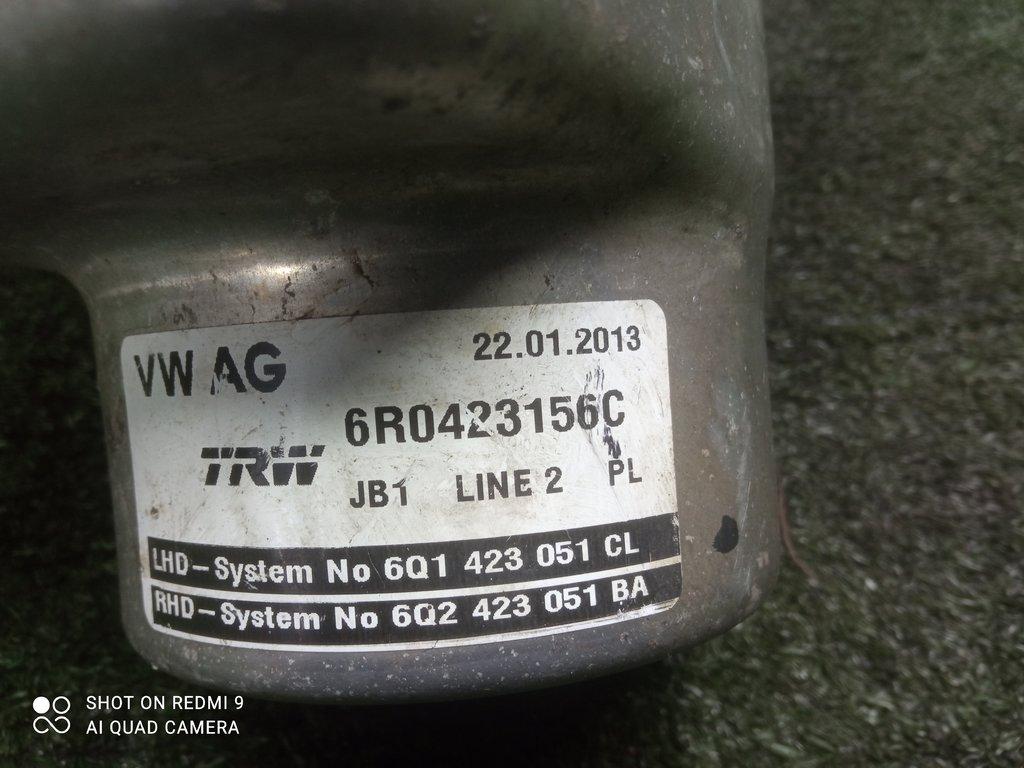 VW AG
22.01.2013
6R0423156C
TRW
JB1 LINE 2 PL
LHD-System No 6Q1 423 051 CL
RHD-System No 6Q2 423 051 BA
SHOT ON REDMI 9
AI QUAD CAMERA